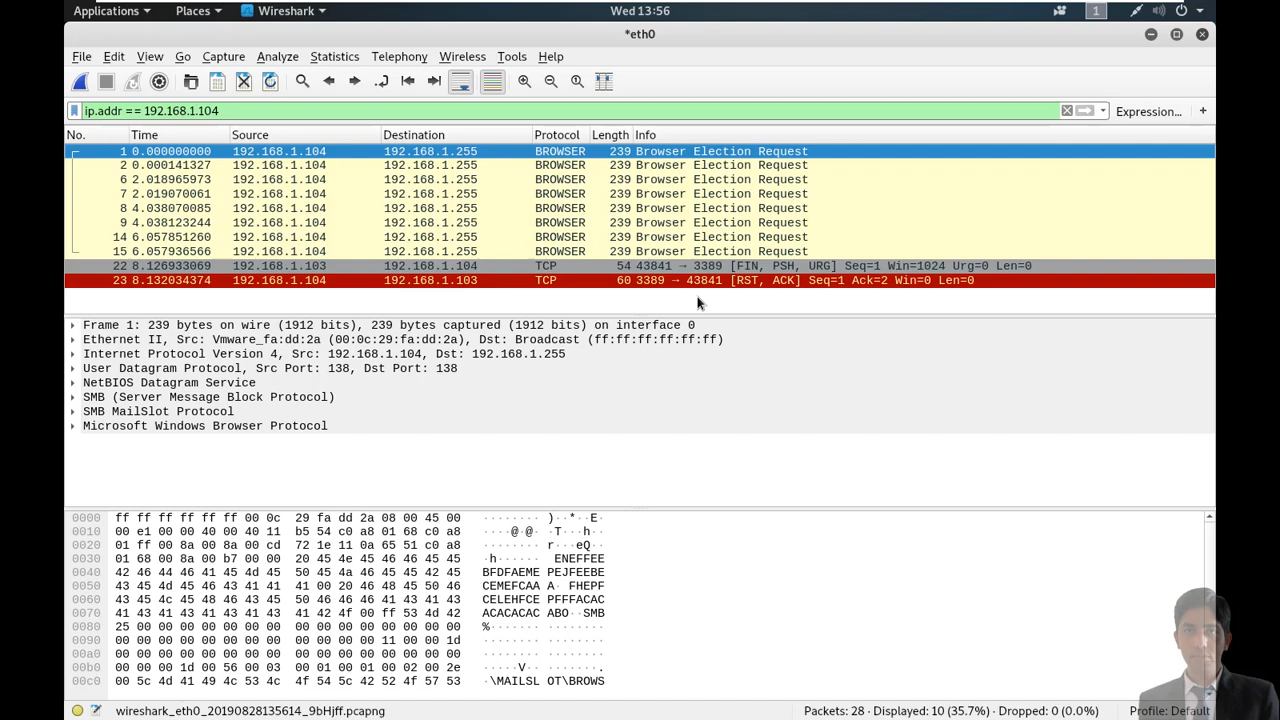 Applications Places Wireshark Wed 13:56 1
*eth0
File Edit View Go Capture Analyze Statistics Telephony Wireless Tools Help
ip.addr == 192.168.1.104 Expression... +
No. Time Source Destination Protocol Length Info
1 0.000000000 192.168.1.104 192.168.1.255 BROWSER 239 Browser Election Request
2 0.000141327 192.168.1.104 192.168.1.255 BROWSER 239 Browser Election Request
6 2.018965973 192.168.1.104 192.168.1.255 BROWSER 239 Browser Election Request
7 2.019070061 192.168.1.104 192.168.1.255 BROWSER 239 Browser Election Request
8 4.038070085 192.168.1.104 192.168.1.255 BROWSER 239 Browser Election Request
9 4.038123244 192.168.1.104 192.168.1.255 BROWSER 239 Browser Election Request
14 6.057851260 192.168.1.104 192.168.1.255 BROWSER 239 Browser Election Request
15 6.057936566 192.168.1.104 192.168.1.255 BROWSER 239 Browser Election Request
22 8.126933069 192.168.1.103 192.168.1.104 TCP 54 43841 → 3389 [FIN, PSH, URG] Seq=1 Win=1024 Urg=0 Len=0
23 8.132034374 192.168.1.104 192.168.1.103 TCP 60 3389 → 43841 [RST, ACK] Seq=1 Ack=2 Win=0 Len=0
Frame 1: 239 bytes on wire (1912 bits), 239 bytes captured (1912 bits) on interface 0
Ethernet II, Src: Vmware_fa:dd:2a (00:0c:29:fa:dd:2a), Dst: Broadcast (ff:ff:ff:ff:ff:ff)
Internet Protocol Version 4, Src: 192.168.1.104, Dst: 192.168.1.255
User Datagram Protocol, Src Port: 138, Dst Port: 138
NetBIOS Datagram Service
SMB (Server Message Block Protocol)
SMB MailSlot Protocol
Microsoft Windows Browser Protocol
0000 ff ff ff ff ff ff 00 0c 29 fa dd 2a 08 00 45 00 ········ )··*··E·
0010 00 e1 00 00 40 00 40 11 b5 54 c0 a8 01 68 c0 a8 ····@·@· ·T···h··
0020 01 ff 00 8a 00 8a 00 cd 72 1e 11 0a 65 51 c0 a8 ········ r···eQ··
0030 01 68 00 8a 00 b7 00 00 20 45 4e 45 46 46 45 45 ·h······ ENEFFEE
0040 42 46 44 46 41 45 4d 45 50 45 4a 46 45 45 42 45 BFDFAEME PEJFEEBE
0050 43 45 4d 45 46 43 41 41 41 00 20 46 48 45 50 46 CEMEFCAA A· FHEPF
0060 43 45 4c 45 48 46 43 45 50 46 46 46 41 43 41 43 CELEHFCE PFFFACAC
0070 41 43 41 43 41 43 41 43 41 42 4f 00 ff 53 4d 42 ACACACAC ABO··SMB
0080 25 00 00 00 00 00 00 00 00 00 00 00 00 00 00 00 %······· ········
0090 00 00 00 00 00 00 00 00 00 00 00 00 11 00 00 1d ········ ········
00a0 00 00 00 00 00 00 00 00 00 00 00 00 00 00 00 00 ········ ········
00b0 00 00 00 1d 00 56 00 03 00 01 00 01 00 02 00 2e ·····V·· ·······.
00c0 00 5c 4d 41 49 4c 53 4c 4f 54 5c 42 52 4f 57 53 ·\MAILSL OT\BROWS
wireshark_eth0_20190828135614_9bHjff.pcapng Packets: 28 · Displayed: 10 (35.7%) · Dropped: 0 (0.0%) Profile: Default